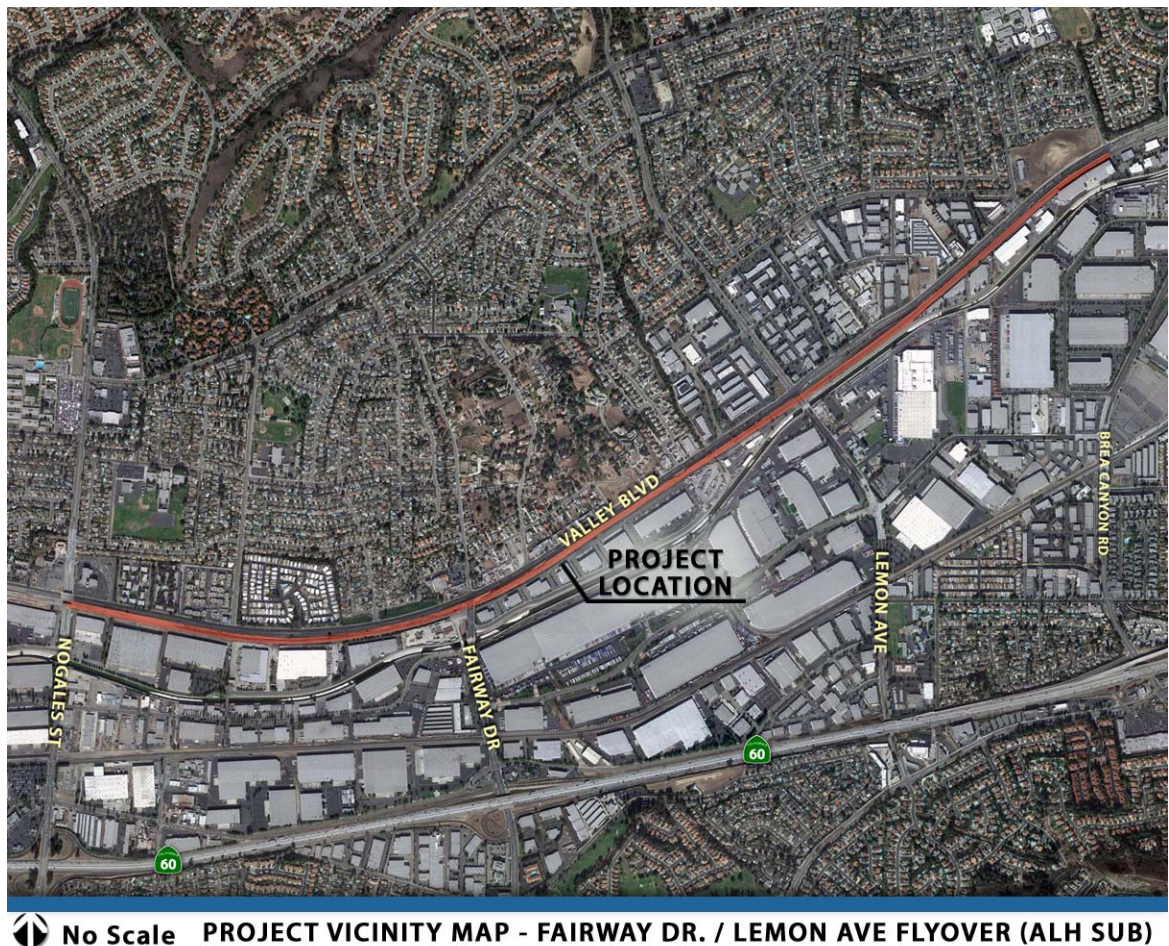 VALLEY BLVD
PROJECT
LOCATION
BREA CANYON RD
LEMON AVE
NOGALES ST
FAIRWAY DR
60
60
No Scale PROJECT VICINITY MAP - FAIRWAY DR. / LEMON AVE FLYOVER (ALH SUB)